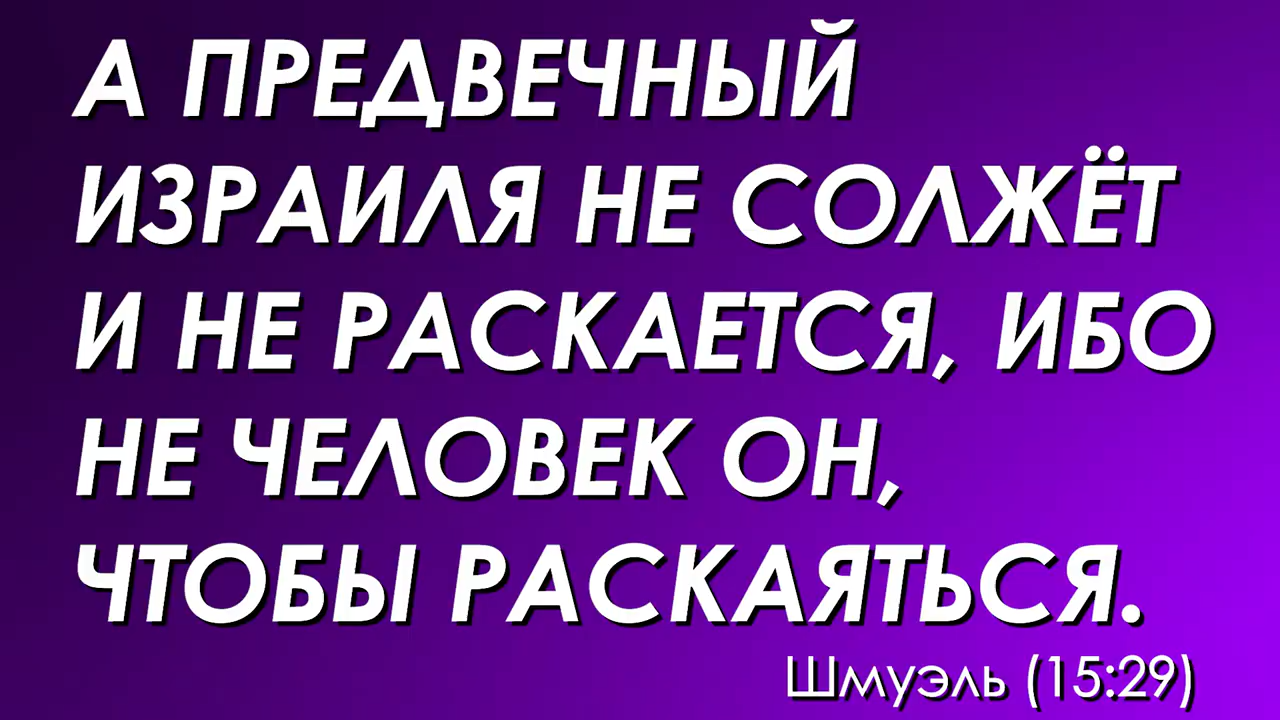 А ПРЕДВЕЧНЫЙ
ИЗРАИЛЯ НЕ СОЛЖЁТ
И НЕ РАСКАЕТСЯ, ИБО
НЕ ЧЕЛОВЕК ОН,
ЧТОБЫ РАСКАЯТЬСЯ.
Шмуэль (15:29)